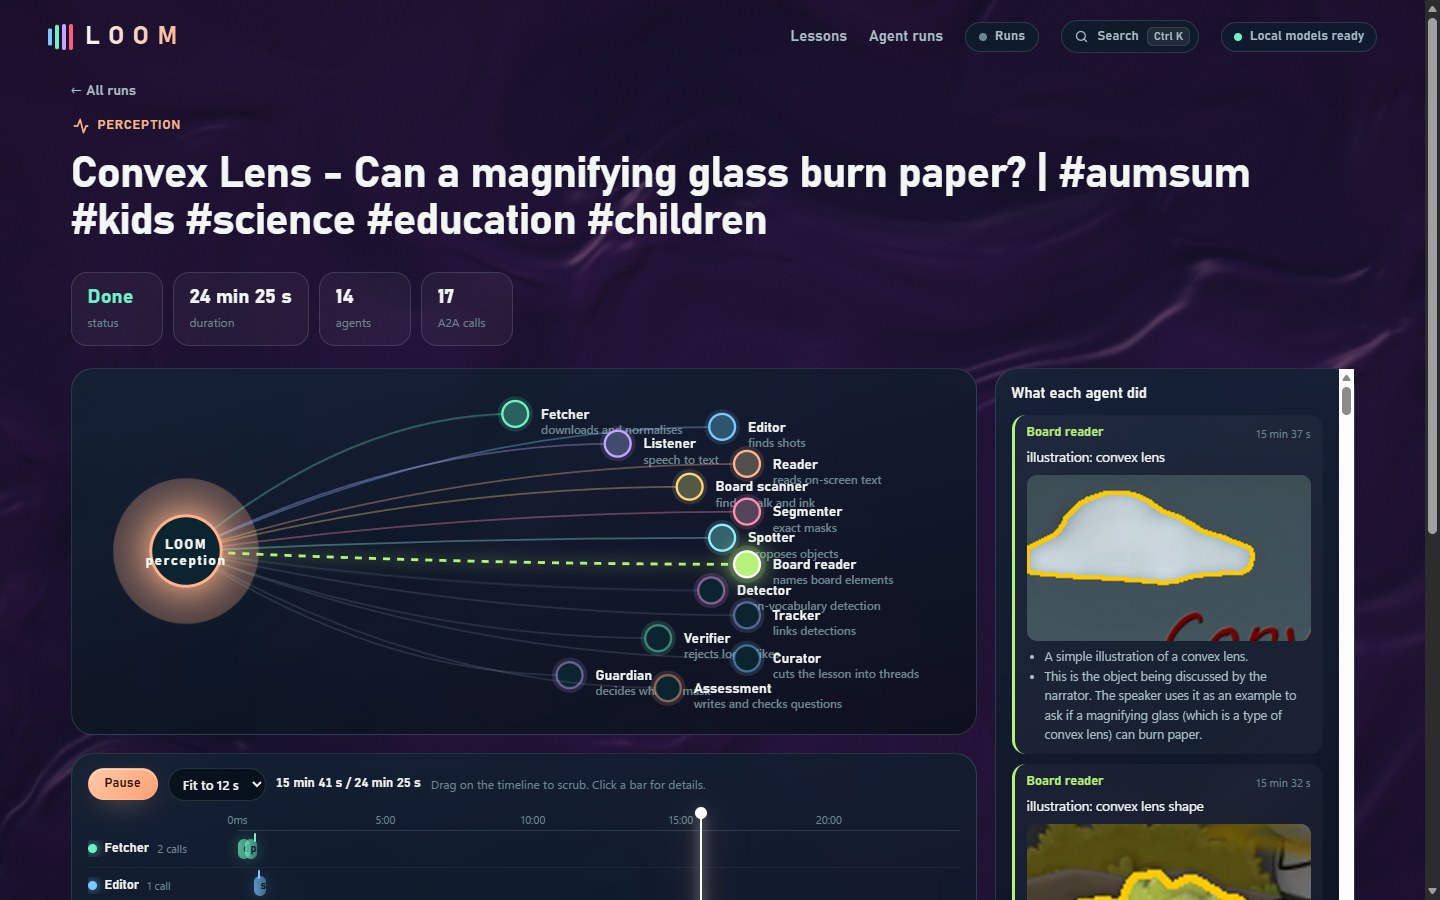 LOOM
Lessons
Agent runs
Runs
Search Ctrl K
Local models ready
← All runs
PERCEPTION
Convex Lens - Can a magnifying glass burn paper? | #aumsum
#kids #science #education #children
Done
status
24 min 25 s
duration
14
agents
17
A2A calls
LOOM
perception
Fetcher
downloads and normalises
Listener
speech to text
Editor
finds shots
Reader
reads on-screen text
Board scanner
Segmenter
exact masks
Spotter
objects
Board reader
names board elements
Detector
detection
Tracker
links detections
Verifier
rejects
Curator
cuts the lesson into threads
Guardian
decides
Assessment
writes and checks questions
What each agent did
Board reader
15 min 37 s
illustration: convex lens
Conv
A simple illustration of a convex lens.
This is the object being discussed by the
narrator. The speaker uses it as an example to
ask if a magnifying glass (which is a type of
convex lens) can burn paper.
Board reader
15 min 32 s
illustration: convex lens shape
Pause
Fit to 12 s
15 min 41 s / 24 min 25 s
Drag on the timeline to scrub. Click a bar for details.
0ms
5:00
10:00
15:00
20:00
Fetcher 2 calls
p
Editor 1 call
s